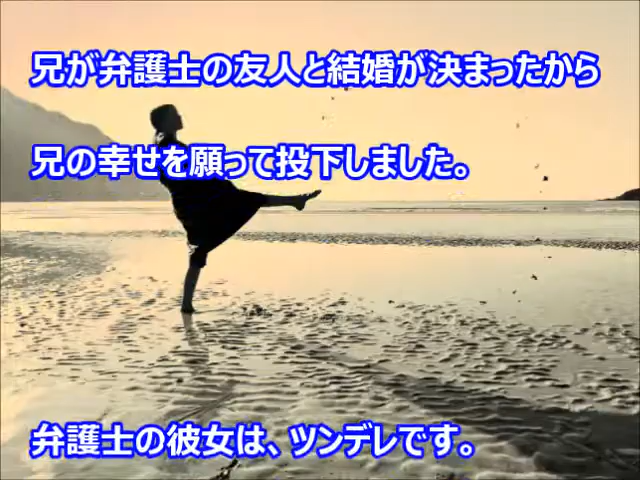 兄が弁護士の友人と結婚が決まったから
兄の幸せを願って投下しました。
弁護士の彼女は、ツンデレです。